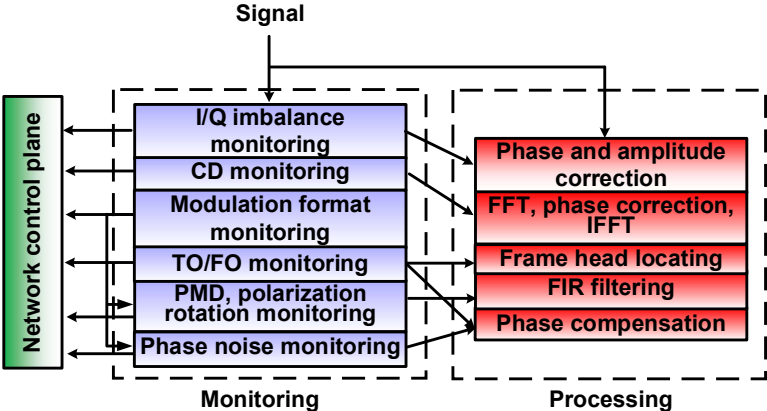 Signal
Network control plane
I/Q imbalance
monitoring
CD monitoring
Modulation format
monitoring
TO/FO monitoring
PMD, polarization
rotation monitoring
Phase noise monitoring
Monitoring
Phase and amplitude
correction
FFT, phase correction,
IFFT
Frame head locating
FIR filtering
Phase compensation
Processing